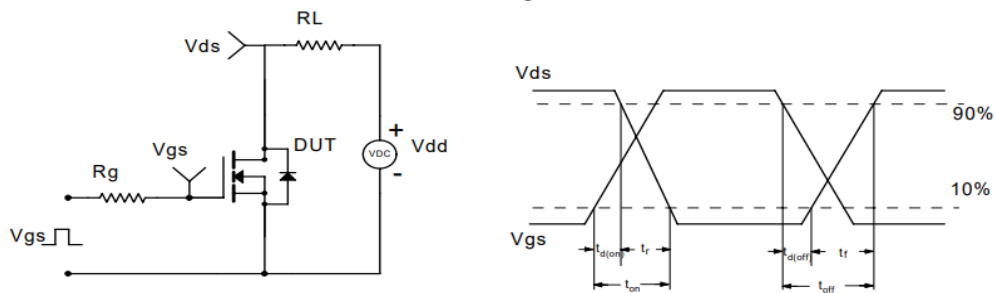 RL
Vds
Vgs
DUT
+
VDC
Vdd
-
Rg
Vgs
Vds
90%
10%
Vgs
td(on)
tr
ton
td(off)
tf
toff